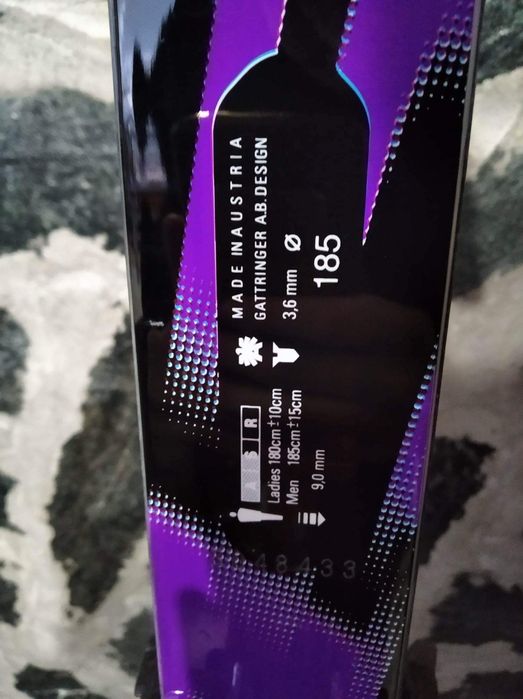 MADE IN AUSTRIA
GATTRINGER A.B. DESIGN
3,6 mm Ø
185
A S R
Ladies 180cm±10cm
Men 185cm±15cm
9,0 mm
48433